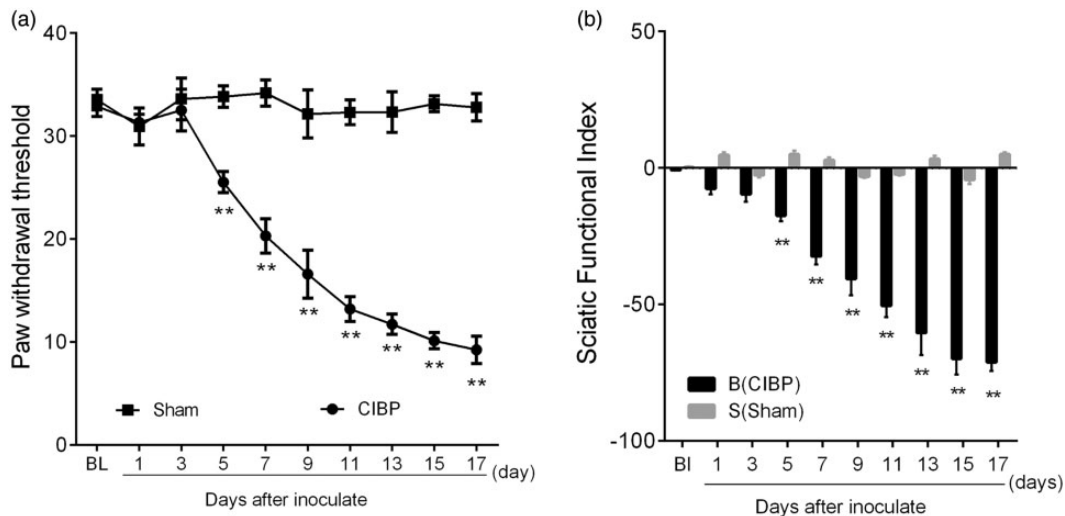 (a)
Paw withdrawal threshold
40
30
20
10
0
**
**
**
**
**
**
**
Sham
CIBP
BL 1 3 5 7 9 11 13 15 17 (day)
Days after inoculate
(b)
Sciatic Functional Index
50
0
-50
-100
**
**
**
**
**
**
**
B(CIBP)
S(Sham)
Bl 1 3 5 7 9 11 13 15 17 (days)
Days after inoculate